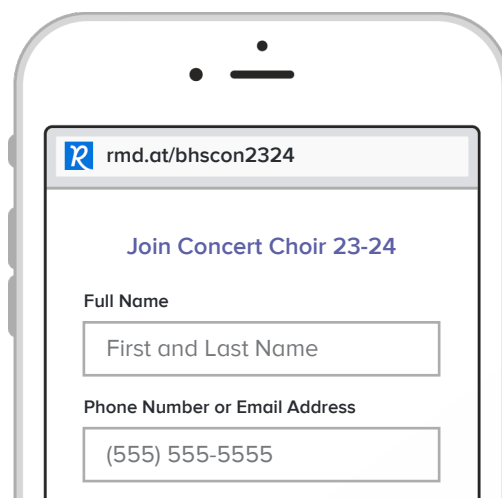 rmd.at/bhscon2324
Join Concert Choir 23-24
Full Name
First and Last Name
Phone Number or Email Address
(555) 555-5555